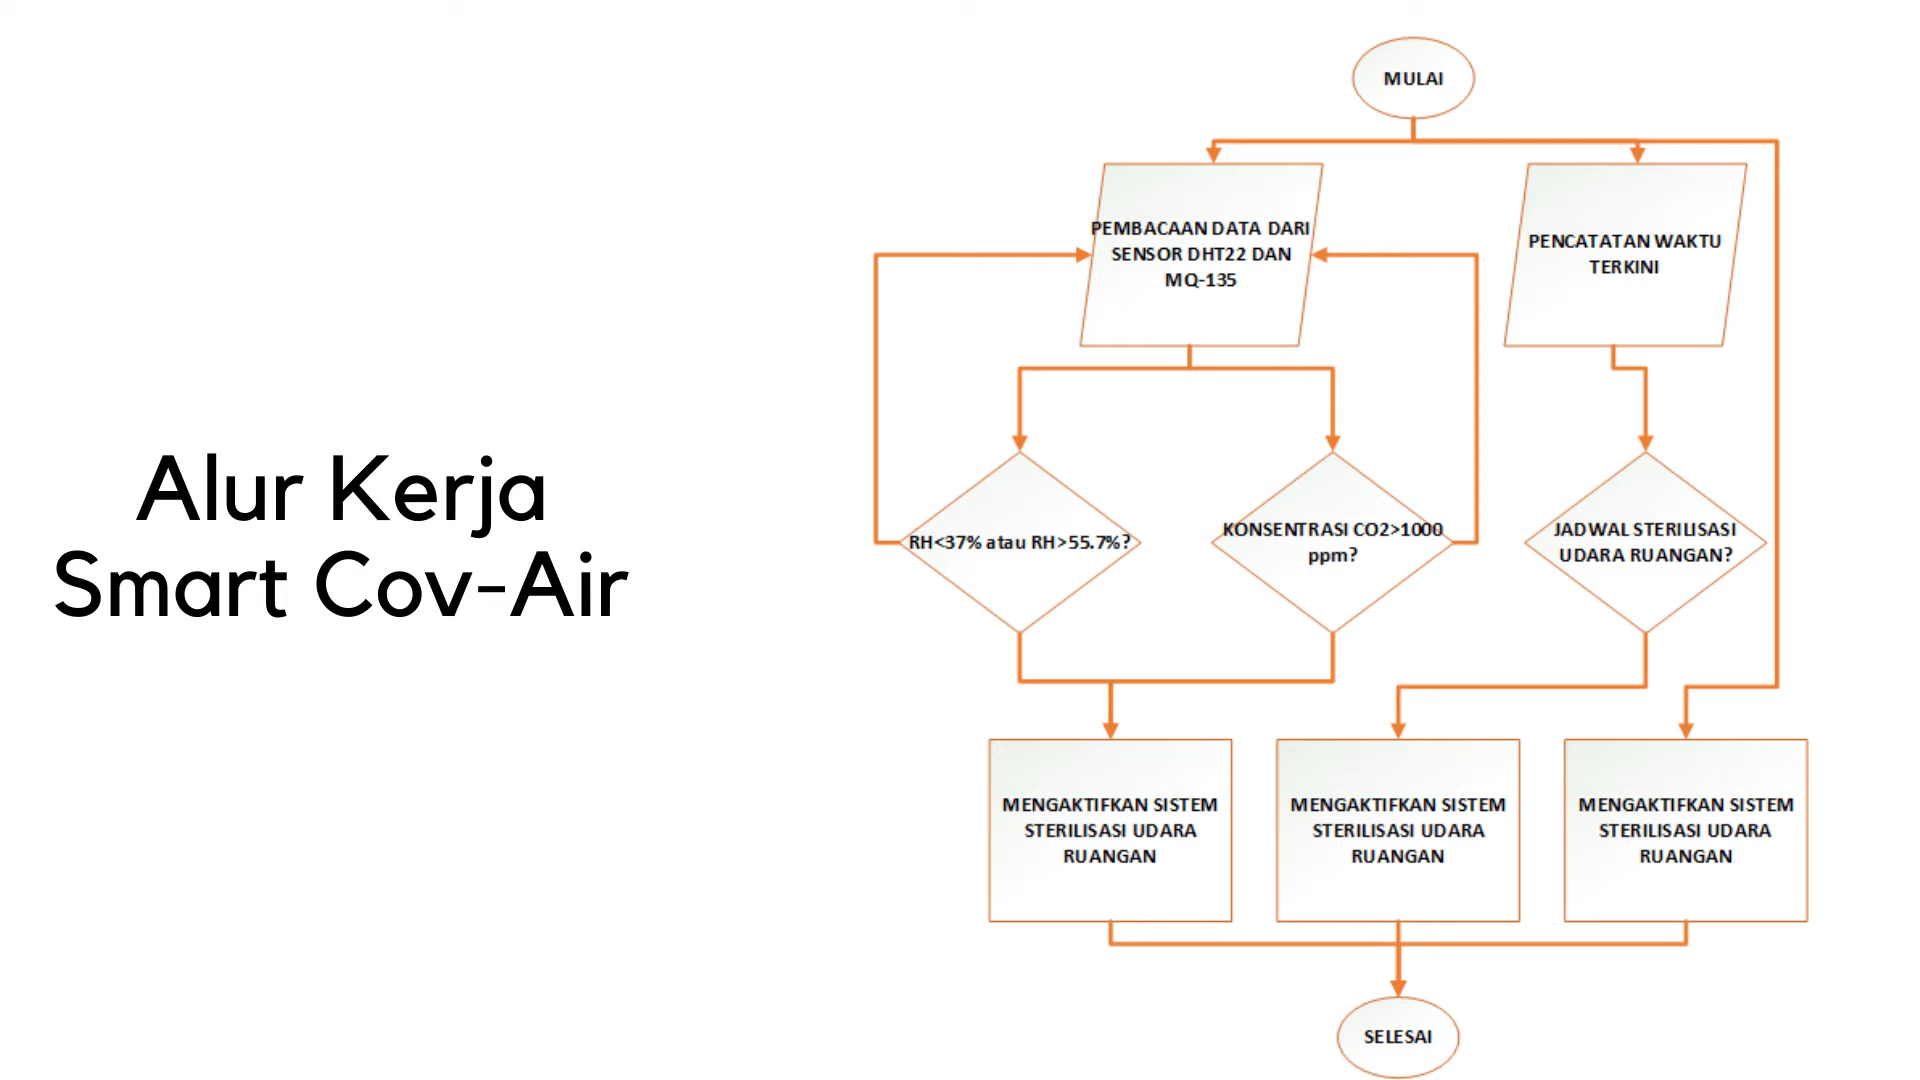 Alur Kerja
Smart Cov-Air
MULAI
PEMBACAAN DATA DARI
SENSOR DHT22 DAN
MQ-135
PENCATATAN WAKTU
TERKINI
RH<37% atau RH>55.7%?
KONSENTRASI CO2>1000
ppm?
JADWAL STERILISASI
UDARA RUANGAN?
MENGAKTIFKAN SISTEM
STERILISASI UDARA
RUANGAN
MENGAKTIFKAN SISTEM
STERILISASI UDARA
RUANGAN
MENGAKTIFKAN SISTEM
STERILISASI UDARA
RUANGAN
SELESAI